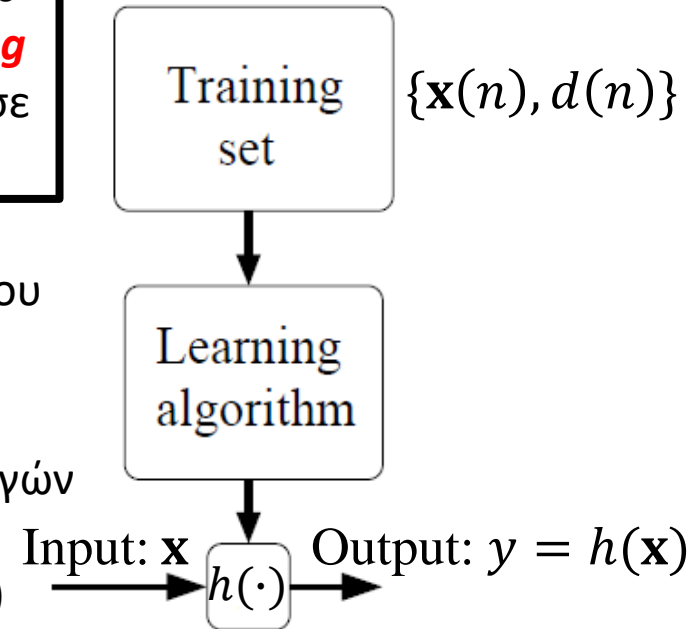 g
σε
Training
set
{𝐱(n), d(n)}
ου
Learning
algorithm
γών
Input: 𝐱
Output: y = h(𝐱)
h(·)
)